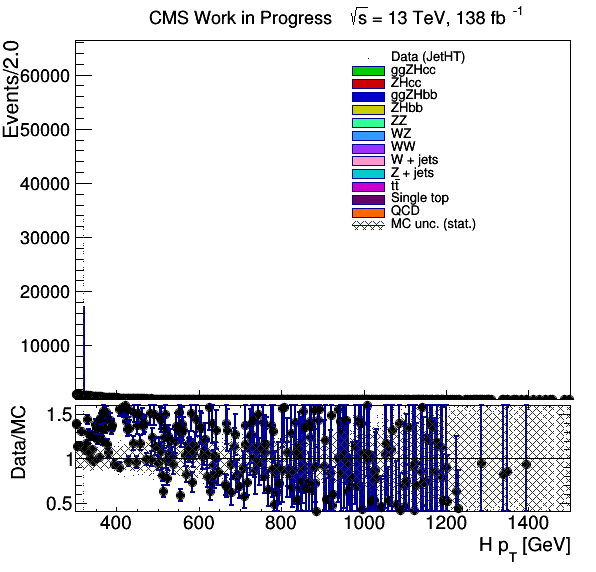 CMS Work in Progress √s = 13 TeV, 138 fb -1
Events/2.0
60000
50000
40000
30000
20000
10000
Data (JetHT)
ggZHcc
ZHcc
ggZHbb
ZHbb
ZZ
WZ
WW
W + jets
Z + jets
tt̄
Single top
QCD
MC unc. (stat.)
Data/MC
1.5
1
0.5
400 600 800 1000 1200 1400
H pT [GeV]